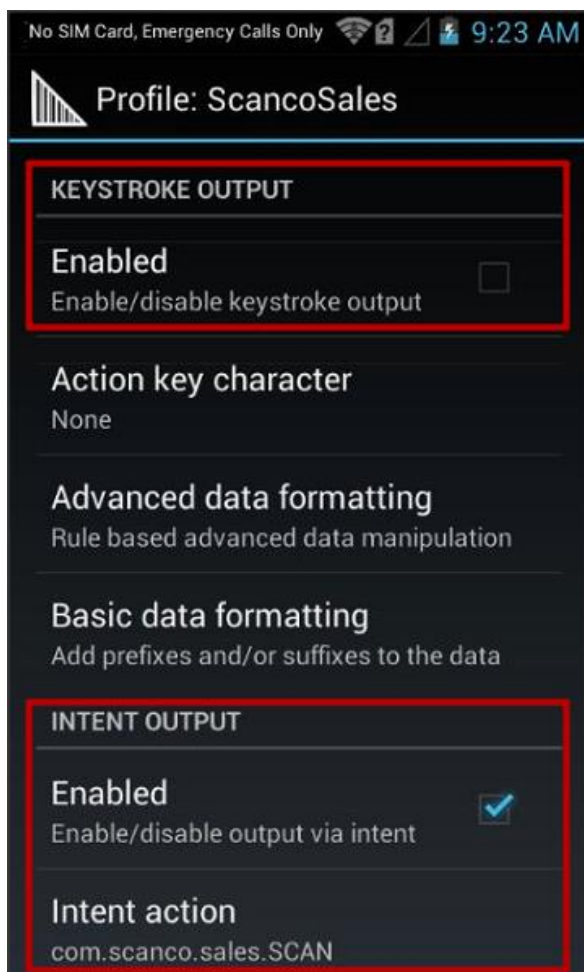 No SIM Card, Emergency Calls Only 9:23 AM
Profile: ScancoSales
KEYSTROKE OUTPUT
Enabled
Enable/disable keystroke output
Action key character
None
Advanced data formatting
Rule based advanced data manipulation
Basic data formatting
Add prefixes and/or suffixes to the data
INTENT OUTPUT
Enabled
Enable/disable output via intent
Intent action
com.scanco.sales.SCAN